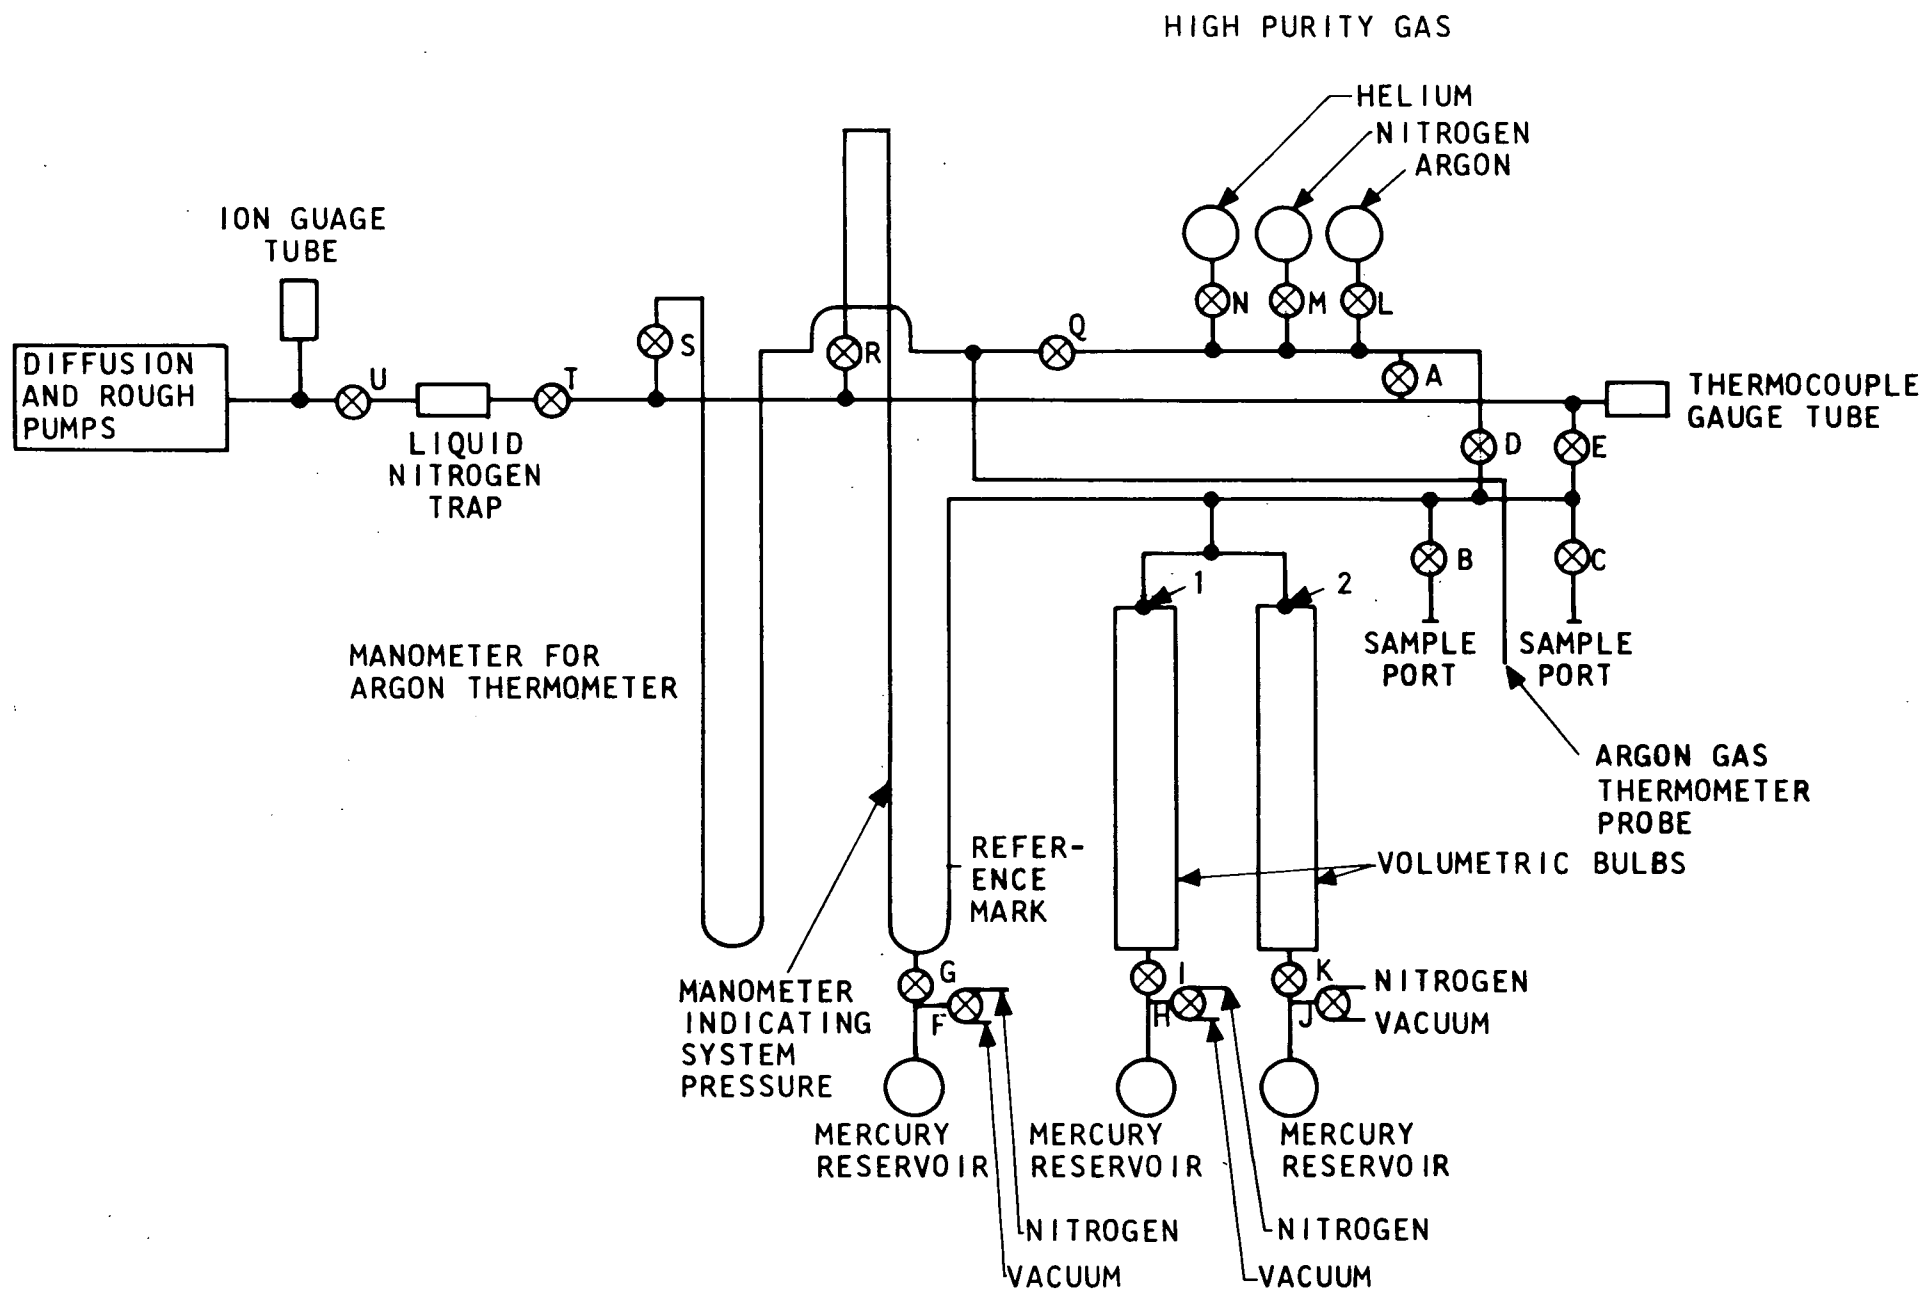 HIGH PURITY GAS
HELIUM
NITROGEN
ARGON
ION GUAGE
TUBE
N
M
L
Q
S
R
U
T
A
DIFFUSION
AND ROUGH
PUMPS
THERMOCOUPLE
GAUGE TUBE
LIQUID
NITROGEN
TRAP
D
E
B
C
1
2
SAMPLE
PORT
SAMPLE
PORT
MANOMETER FOR
ARGON THERMOMETER
ARGON GAS
THERMOMETER
PROBE
REFER-
ENCE
MARK
VOLUMETRIC BULBS
G
I
K
F
H
J
NITROGEN
VACUUM
MANOMETER
INDICATING
SYSTEM
PRESSURE
MERCURY
RESERVOIR
MERCURY
RESERVOIR
MERCURY
RESERVOIR
NITROGEN
VACUUM
NITROGEN
VACUUM